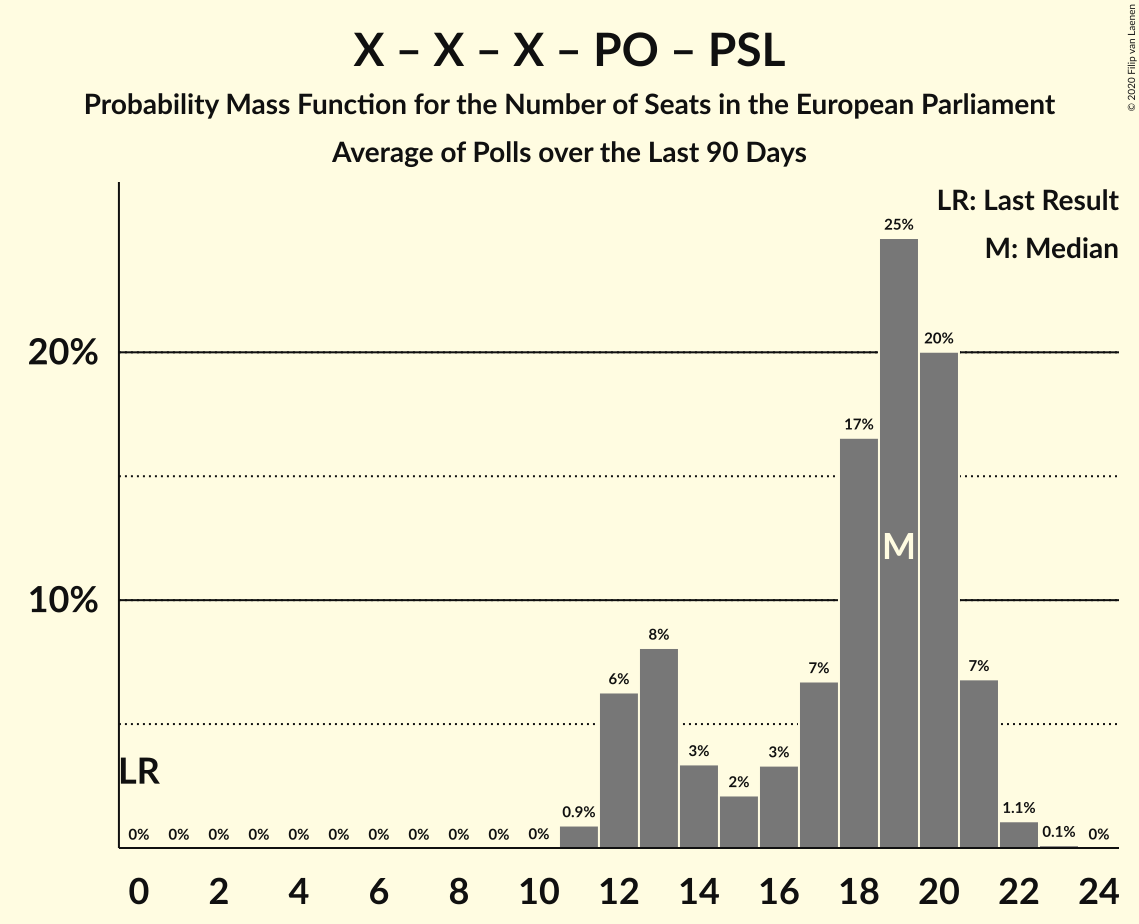 X – X – X – PO – PSL
Probability Mass Function for the Number of Seats in the European Parliament
Average of Polls over the Last 90 Days
© 2020 Filip van Laenen
LR: Last Result
M: Median
25%
20%
20%
17%
M
10%
8%
6%
7%
7%
3%
2%
3%
LR
0.9%
1.1%
0.1%
0% 0% 0% 0% 0% 0% 0% 0% 0% 0% 0% 0%
0 2 4 6 8 10 12 14 16 18 20 22 24